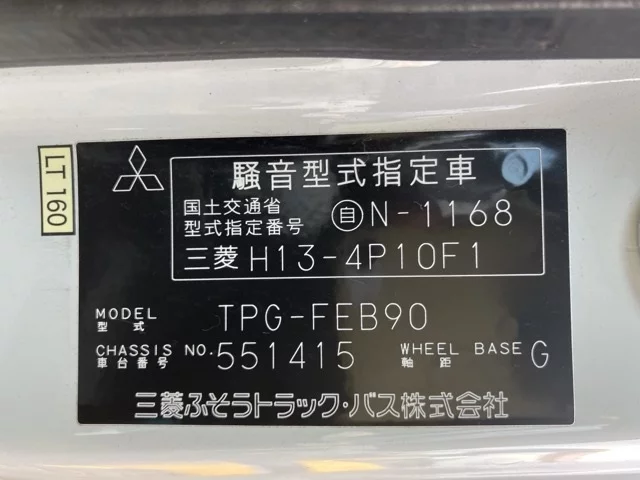 LT 160
騒音型式指定車
国土交通省
型式指定番号 自N-1168
三菱 H13-4P10F1
MODEL
型式 TPG-FEB90
CHASSIS NO.
車台番号 551415 WHEEL BASE
軸距 G
三菱ふそうトラック・バス株式会社